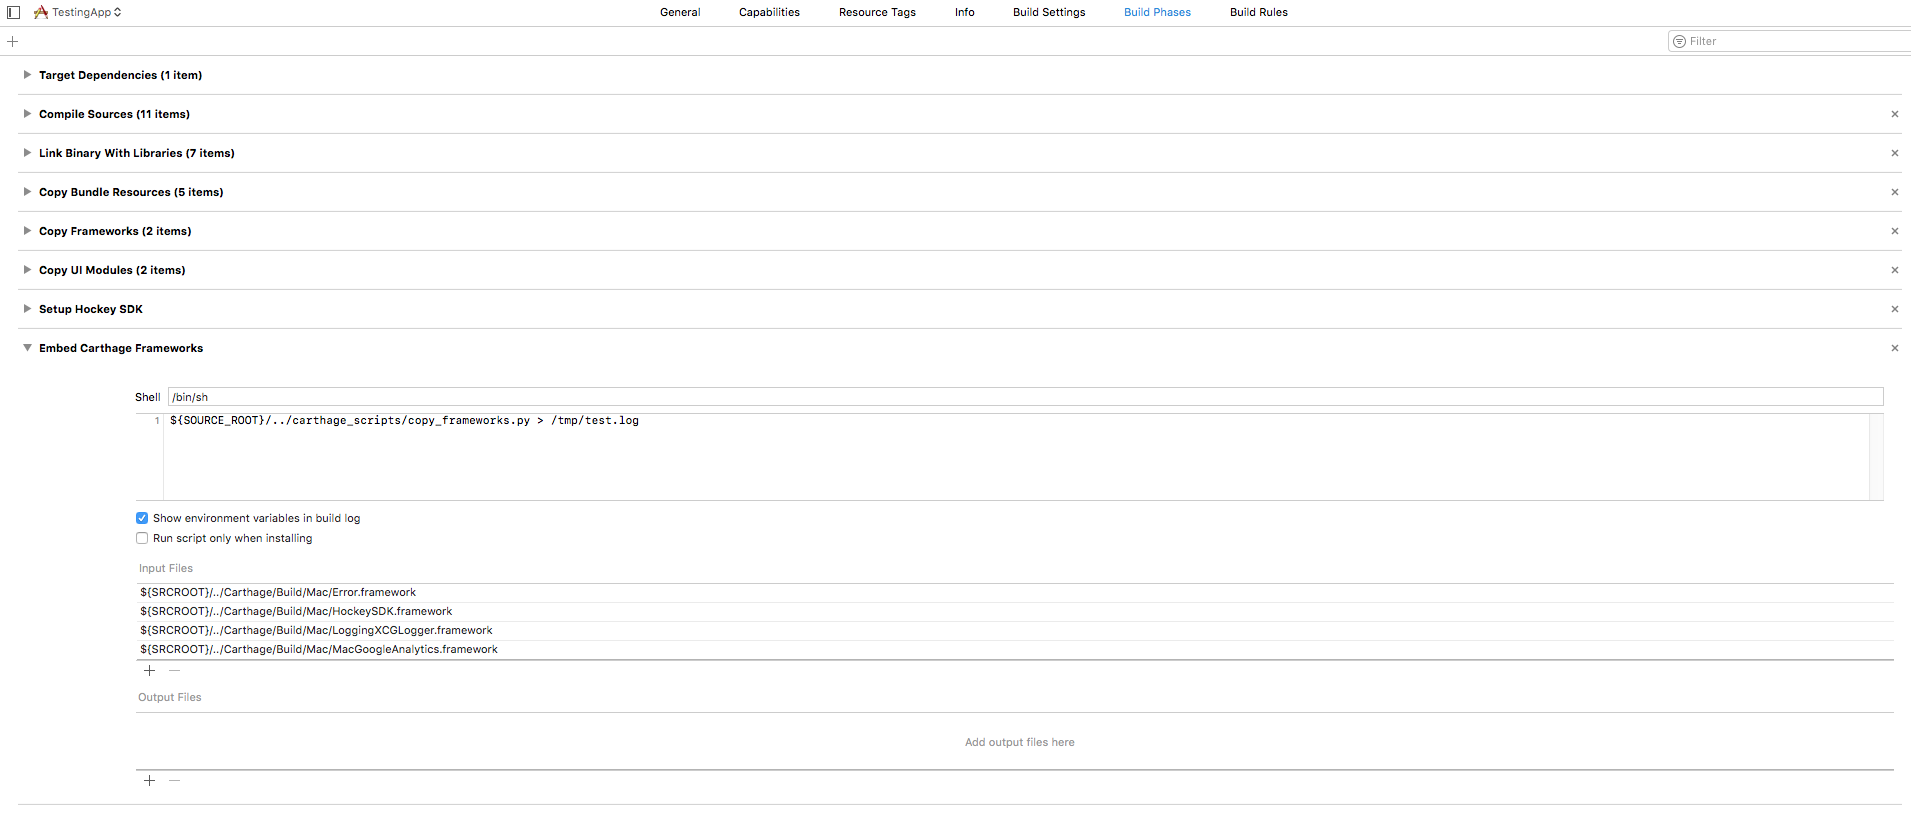 TestingApp
General Capabilities Resource Tags Info Build Settings Build Phases Build Rules
Filter
Target Dependencies (1 item)
Compile Sources (11 items)
Link Binary With Libraries (7 items)
Copy Bundle Resources (5 items)
Copy Frameworks (2 items)
Copy UI Modules (2 items)
Setup Hockey SDK
Embed Carthage Frameworks
Shell /bin/sh
1 ${SOURCE_ROOT}/../carthage_scripts/copy_frameworks.py > /tmp/test.log
Show environment variables in build log
Run script only when installing
Input Files
${SRCROOT}/../Carthage/Build/Mac/Error.framework
${SRCROOT}/../Carthage/Build/Mac/HockeySDK.framework
${SRCROOT}/../Carthage/Build/Mac/LoggingXCGLogger.framework
${SRCROOT}/../Carthage/Build/Mac/MacGoogleAnalytics.framework
Output Files
Add output files here